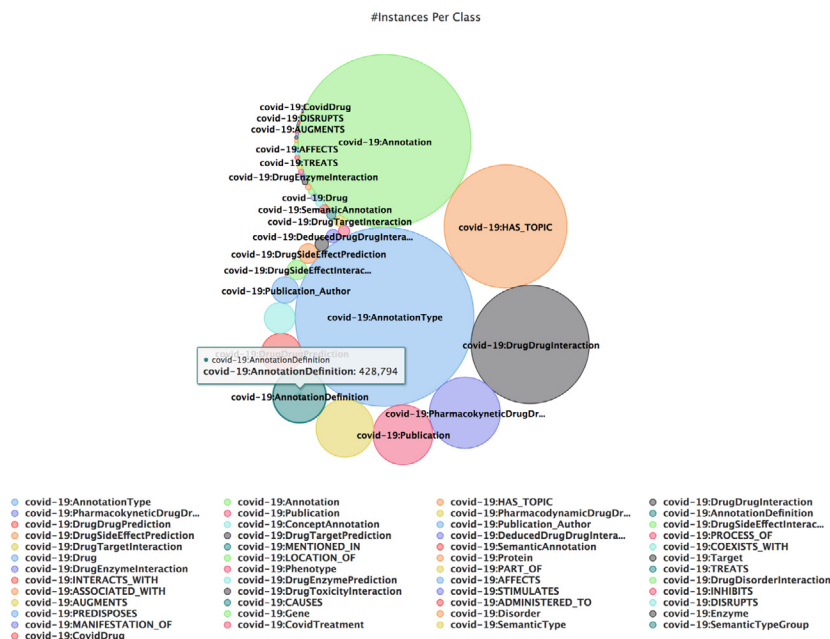 #Instances Per Class
covid-19:CovidDrug
covid-19:DISRUPTS
covid-19:AUGMENTS
covid-19:Annotation
covid-19:AFFECTS
covid-19:TREATS
covid-19:DrugEnzymeInteraction
covid-19:Drug
covid-19:SemanticAnnotation
covid-19:DrugTargetInteraction
covid-19:HAS_TOPIC
covid-19:DeducedDrugDrugIntera...
covid-19:DrugSideEffectPrediction
covid-19:DrugSideEffectInterac...
covid-19:Publication_Author
covid-19:AnnotationType
covid-19:DrugDrugInteraction
covid-19:DrugDrugPrediction
covid-19:AnnotationDefinition
covid-19:AnnotationDefinition: 428,794
covid-19:AnnotationDefinition
covid-19:PharmacokyneticDrugDr...
covid-19:Publication
covid-19:AnnotationType covid-19:Annotation covid-19:HAS_TOPIC covid-19:DrugDrugInteraction
covid-19:PharmacokyneticDrugDr... covid-19:Publication covid-19:PharmacodynamicDrugDr... covid-19:AnnotationDefinition
covid-19:DrugDrugPrediction covid-19:ConceptAnnotation covid-19:Publication_Author covid-19:DrugSideEffectInterac...
covid-19:DrugSideEffectPrediction covid-19:DrugTargetPrediction covid-19:DeducedDrugDrugIntera... covid-19:PROCESS_OF
covid-19:DrugTargetInteraction covid-19:MENTIONED_IN covid-19:SemanticAnnotation covid-19:COEXISTS_WITH
covid-19:Drug covid-19:LOCATION_OF covid-19:Protein covid-19:Target
covid-19:DrugEnzymeInteraction covid-19:Phenotype covid-19:PART_OF covid-19:TREATS
covid-19:INTERACTS_WITH covid-19:DrugEnzymePrediction covid-19:AFFECTS covid-19:DrugDisorderInteraction
covid-19:ASSOCIATED_WITH covid-19:DrugToxicityInteraction covid-19:STIMULATES covid-19:INHIBITS
covid-19:AUGMENTS covid-19:CAUSES covid-19:ADMINISTERED_TO covid-19:DISRUPTS
covid-19:PREDISPOSES covid-19:Gene covid-19:Disorder covid-19:Enzyme
covid-19:MANIFESTATION_OF covid-19:CovidTreatment covid-19:SemanticType covid-19:SemanticTypeGroup
covid-19:CovidDrug